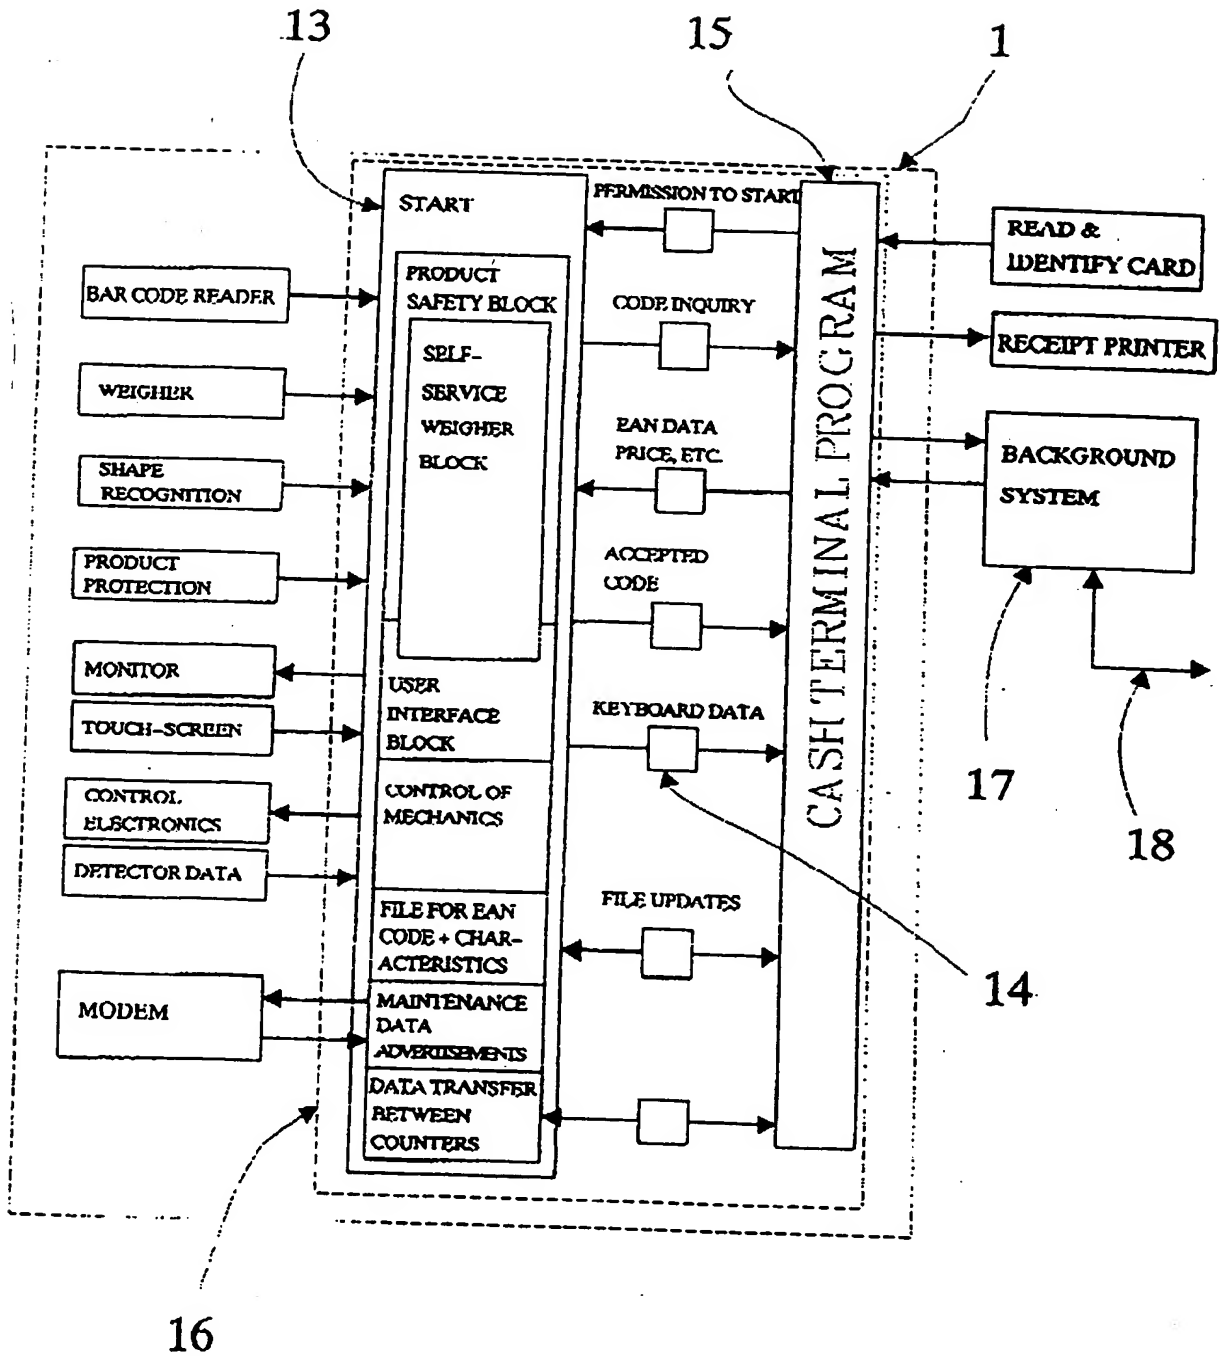 13
15
1
START
PERMISSION TO START
READ &
IDENTIFY CARD
BAR CODE READER
PRODUCT
SAFETY BLOCK
CODE INQUIRY
RECEIPT PRINTER
WEIGHER
SELF-
SERVICE
WEIGHER
BLOCK
EAN DATA
PRICE, ETC.
CASH TERMINAL PROGRAM
BACKGROUND
SYSTEM
SHAPE
RECOGNITION
PRODUCT
PROTECTION
ACCEPTED
CODE
MONITOR
TOUCH-SCREEN
USER
INTERFACE
BLOCK
KEYBOARD DATA
17
18
CONTROL
ELECTRONICS
CONTROL OF
MECHANICS
DETECTOR DATA
FILE FOR EAN
CODE + CHAR-
ACTERISTICS
FILE UPDATES
14
MODEM
MAINTENANCE
DATA
ADVERTISEMENTS
DATA TRANSFER
BETWEEN
COUNTERS
16